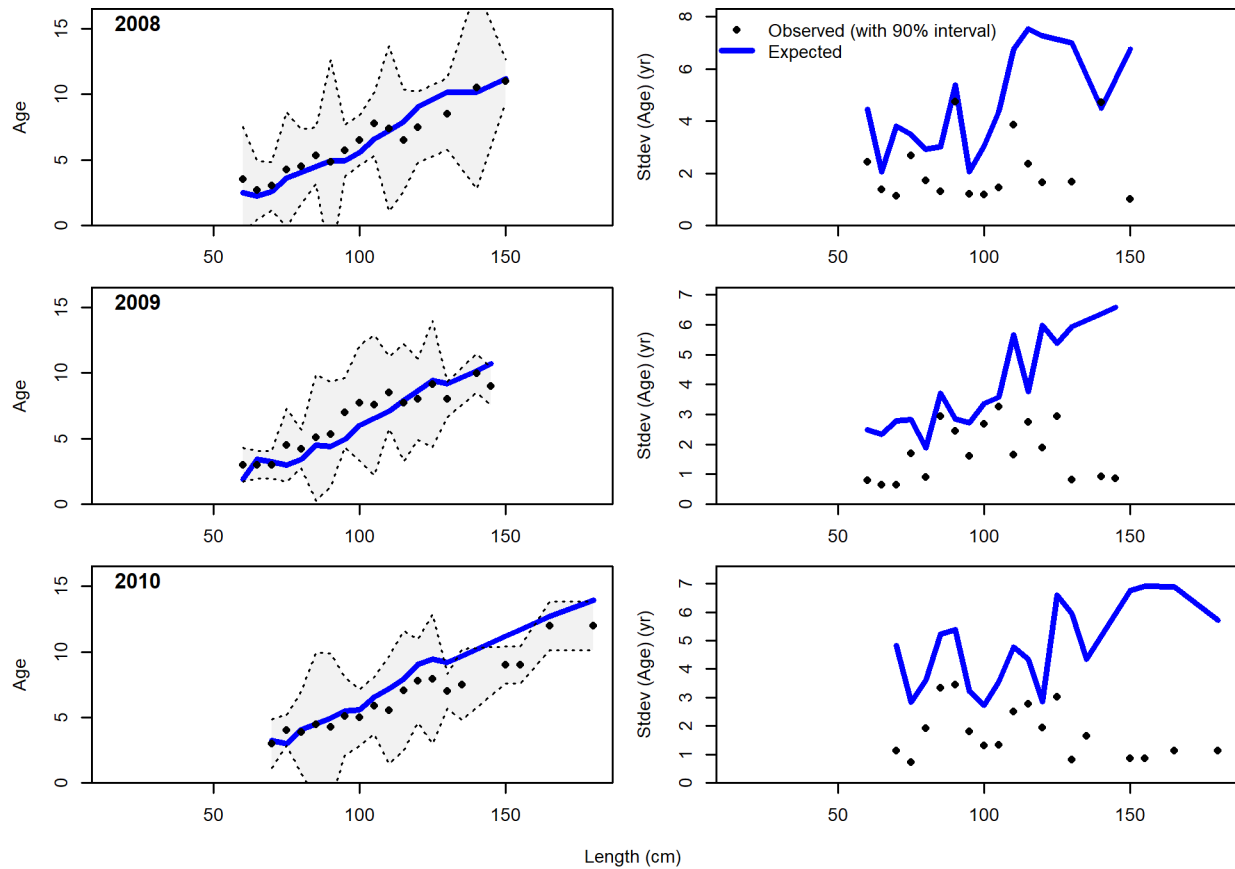 2008
Age
0 5 10 15
50 100 150
Stdev (Age) (yr)
0 2 4 6 8
Observed (with 90% interval)
Expected
50 100 150
2009
Age
0 5 10 15
50 100 150
Stdev (Age) (yr)
0 1 2 3 4 5 6 7
50 100 150
2010
Age
0 5 10 15
50 100 150
Stdev (Age) (yr)
0 1 2 3 4 5 6 7
50 100 150
Length (cm)